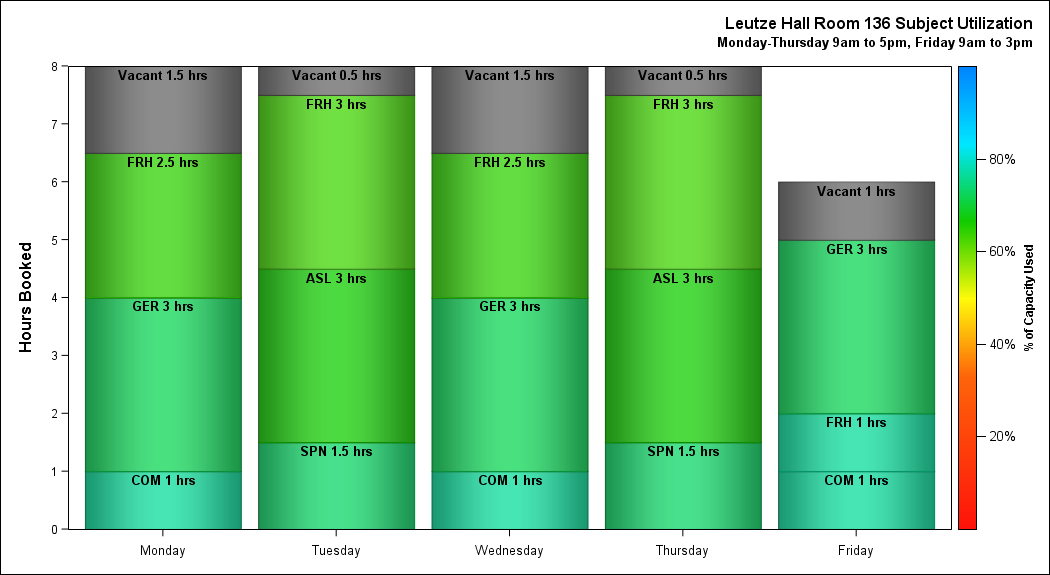 Leutze Hall Room 136 Subject Utilization
Monday-Thursday 9am to 5pm, Friday 9am to 3pm
Hours Booked
8
7
6
5
4
3
2
1
0
Vacant 1.5 hrs
FRH 2.5 hrs
GER 3 hrs
COM 1 hrs
Monday
Vacant 0.5 hrs
FRH 3 hrs
ASL 3 hrs
SPN 1.5 hrs
Tuesday
Vacant 1.5 hrs
FRH 2.5 hrs
GER 3 hrs
COM 1 hrs
Wednesday
Vacant 0.5 hrs
FRH 3 hrs
ASL 3 hrs
SPN 1.5 hrs
Thursday
Vacant 1 hrs
GER 3 hrs
FRH 1 hrs
COM 1 hrs
Friday
80%
60%
40%
20%
% of Capacity Used